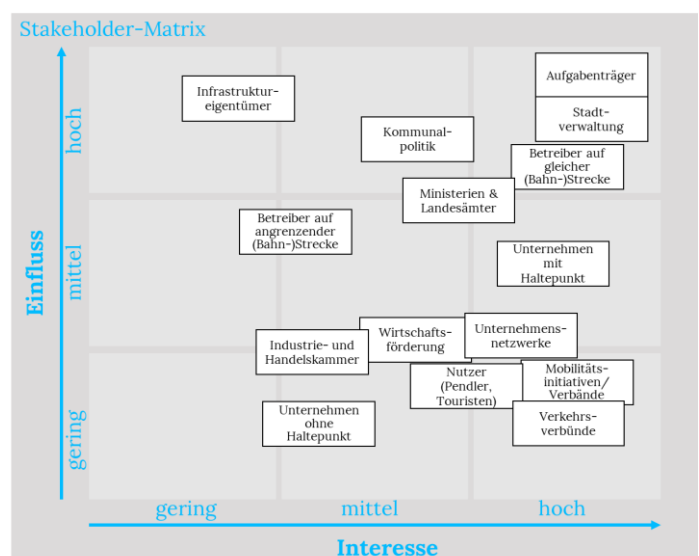 Stakeholder-Matrix
Einfluss
hoch
mittel
gering
Infrastruktur-
eigentümer
Kommunal-
politik
Aufgabenträger
Stadt-
verwaltung
Betreiber auf
gleicher
(Bahn-)Strecke
Ministerien &
Landesämter
Betreiber auf
angrenzender
(Bahn-)Strecke
Unternehmen
mit
Haltepunkt
Industrie- und
Handelskammer
Wirtschafts-
förderung
Unternehmens-
netzwerke
Nutzer
(Pendler,
Touristen)
Mobilitäts-
initiativen/
Verbände
Unternehmen
ohne
Haltepunkt
Verkehrs-
verbünde
gering
mittel
hoch
Interesse